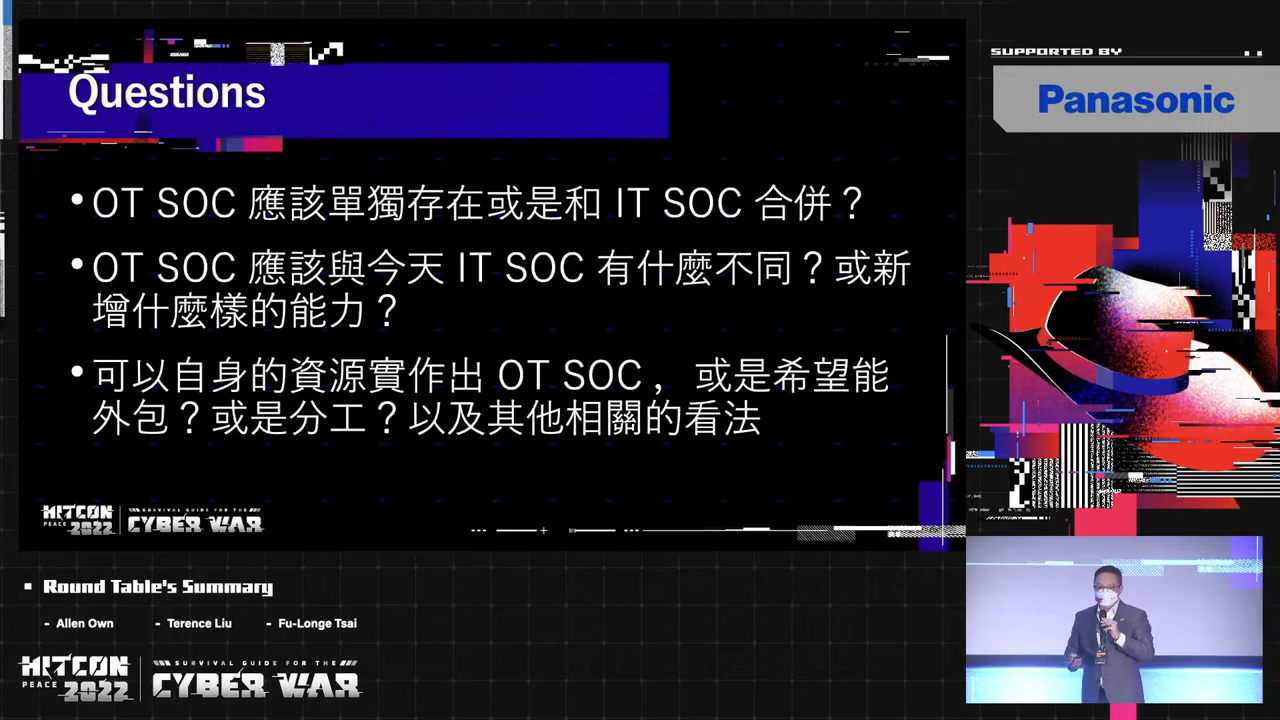 Questions
• OT SOC 應該單獨存在或是和 IT SOC 合併？
• OT SOC 應該與今天 IT SOC 有什麼不同？或新
增什麼樣的能力？
• 可以自身的資源實作出 OT SOC， 或是希望能
外包？或是分工？以及其他相關的看法
HITCON
PEACE 2022
SURVIVAL GUIDE FOR THE
CYBER WAR
SUPPORTED BY
Panasonic
Round Table's Summary
- Allen Own - Terence Liu - Fu-Longe Tsai
HITCON
PEACE 2022
SURVIVAL GUIDE FOR THE
CYBER WAR